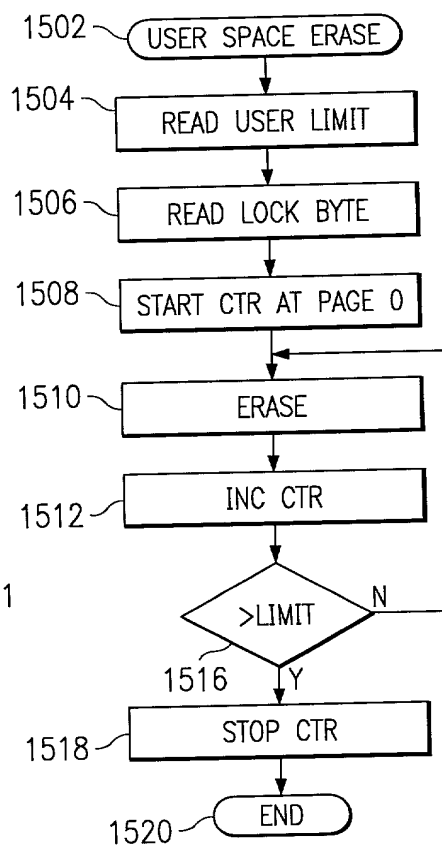 1502
USER SPACE ERASE
1504
READ USER LIMIT
1506
READ LOCK BYTE
1508
START CTR AT PAGE 0
1510
ERASE
1512
INC CTR
1
>LIMIT
N
1516
Y
1518
STOP CTR
1520
END